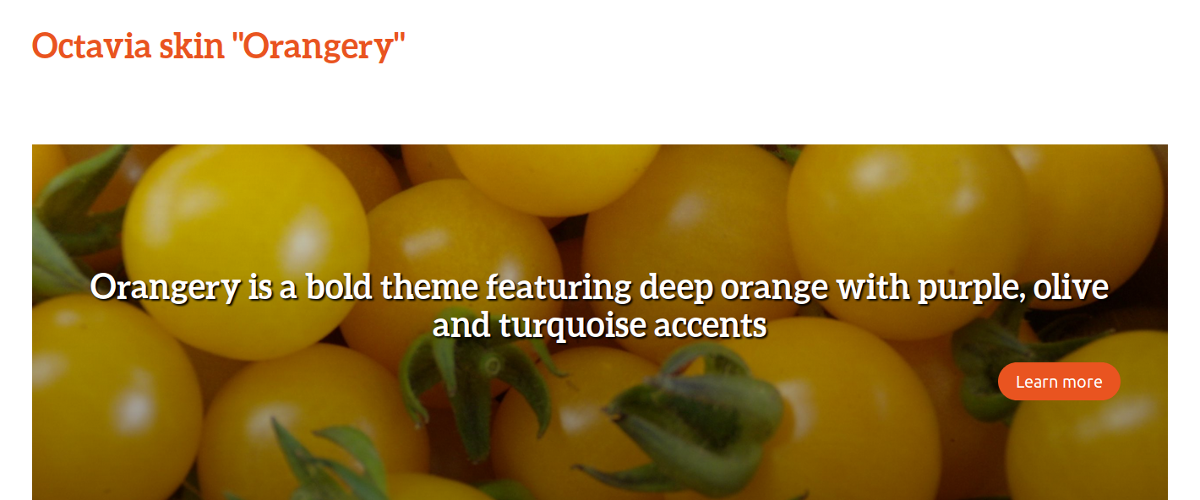 Octavia skin "Orangery"
Orangery is a bold theme featuring deep orange with purple, olive
and turquoise accents
Learn more